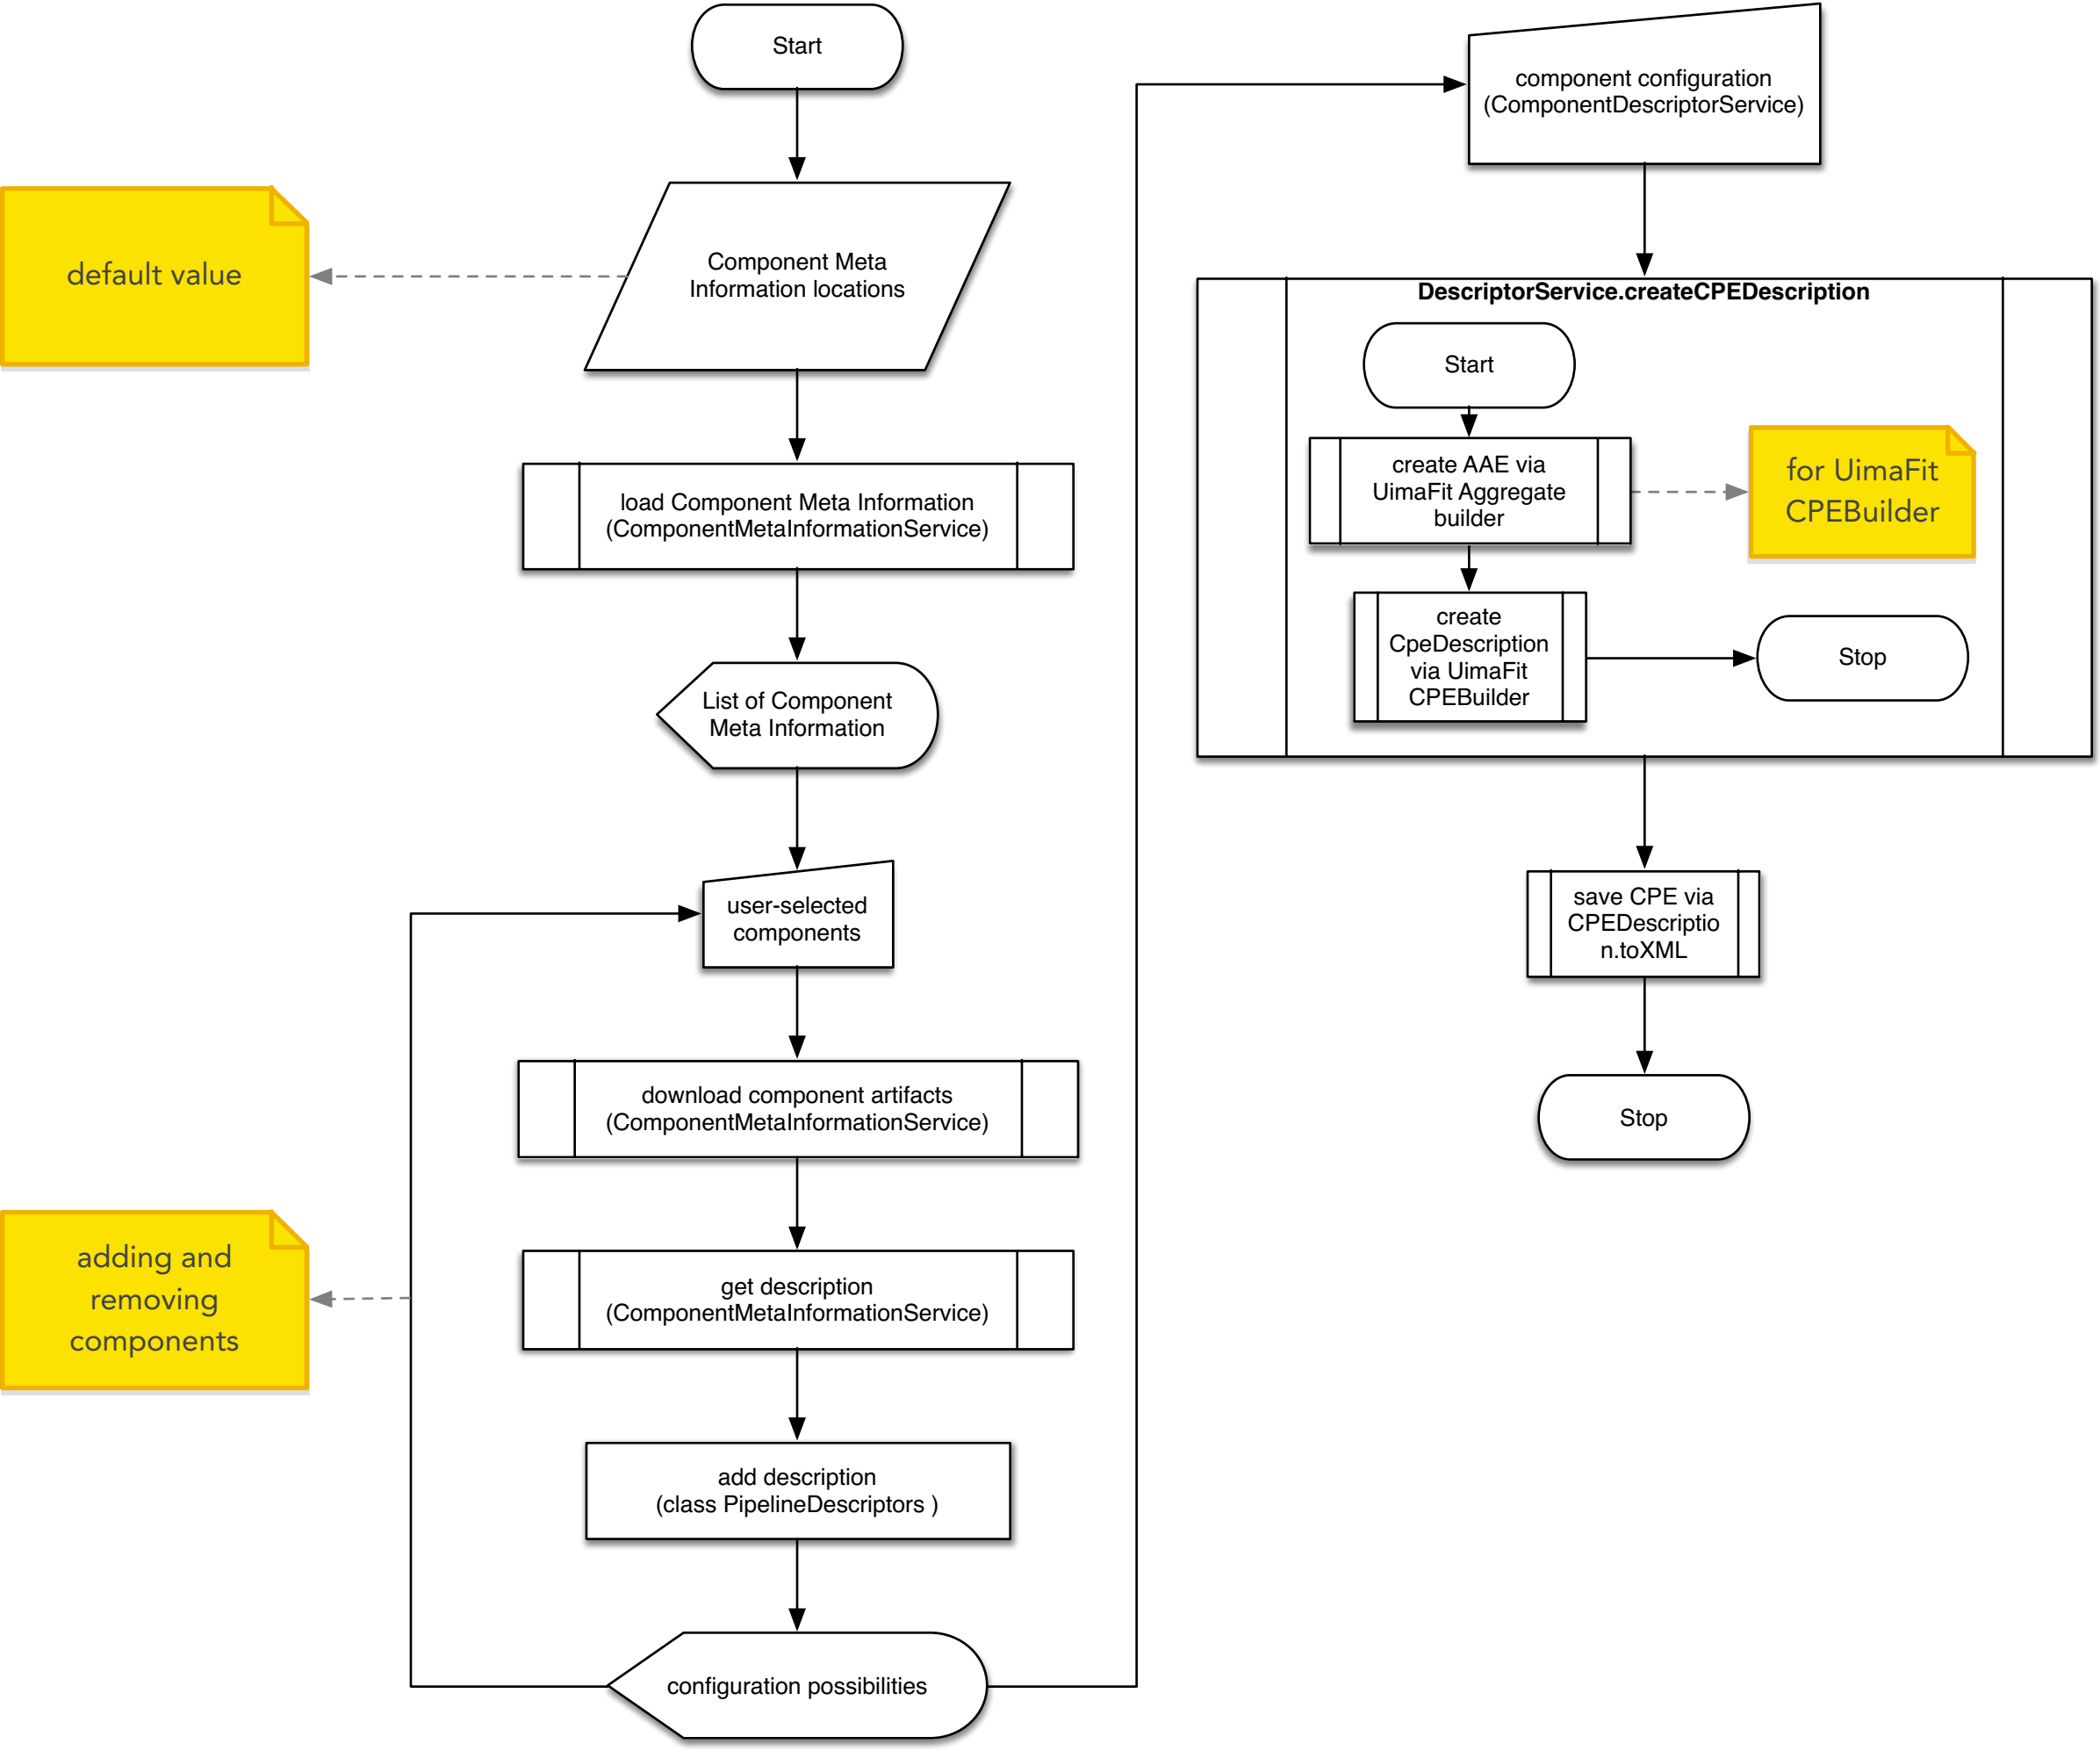 Start
default value
Component Meta
Information locations
load Component Meta Information
(ComponentMetaInformationService)
List of Component
Meta Information
user-selected
components
download component artifacts
(ComponentMetaInformationService)
adding and
removing
components
get description
(ComponentMetaInformationService)
add description
(class PipelineDescriptors )
configuration possibilities
component configuration
(ComponentDescriptorService)
DescriptorService.createCPEDescription
Start
create AAE via
UimaFit Aggregate
builder
for UimaFit
CPEBuilder
create
CpeDescription
via UimaFit
CPEBuilder
Stop
save CPE via
CPEDescriptio
n.toXML
Stop